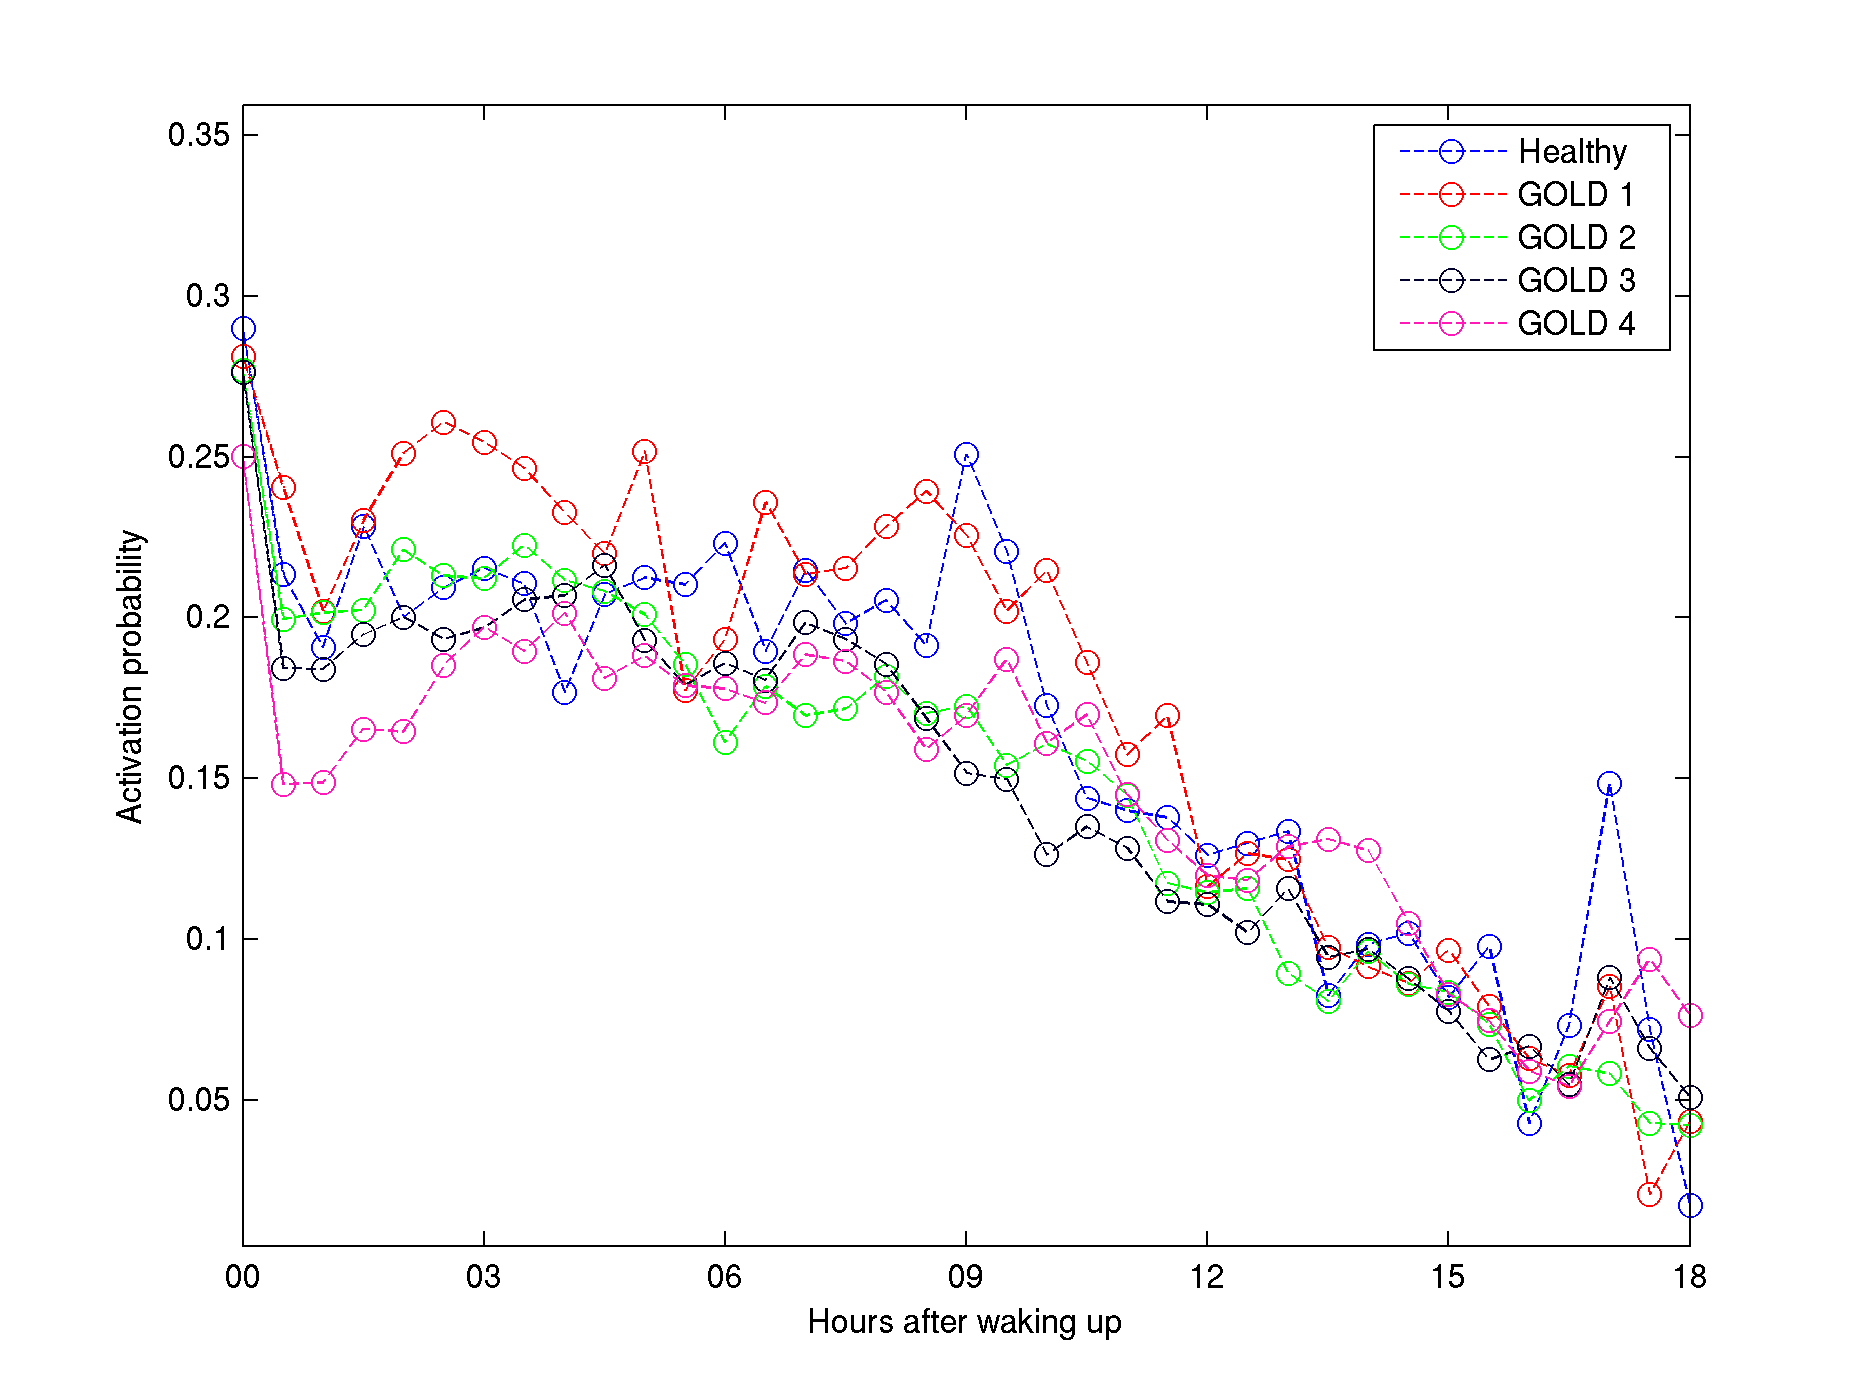 0.35
0.3
0.25
0.2
0.15
0.1
0.05
Activation probability
Healthy
GOLD 1
GOLD 2
GOLD 3
GOLD 4
00 03 06 09 12 15 18
Hours after waking up